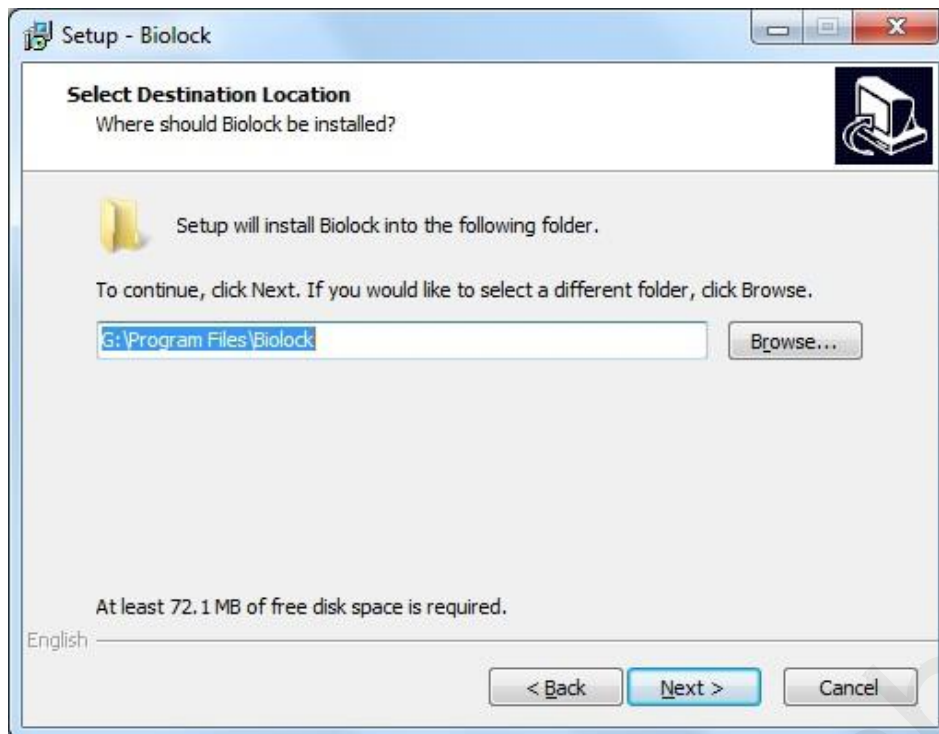 Setup - Biolock
Select Destination Location
Where should Biolock be installed?
Setup will install Biolock into the following folder.
To continue, click Next. If you would like to select a different folder, click Browse.
G:\Program Files\Biolock
Browse...
At least 72.1 MB of free disk space is required.
English
< Back
Next >
Cancel